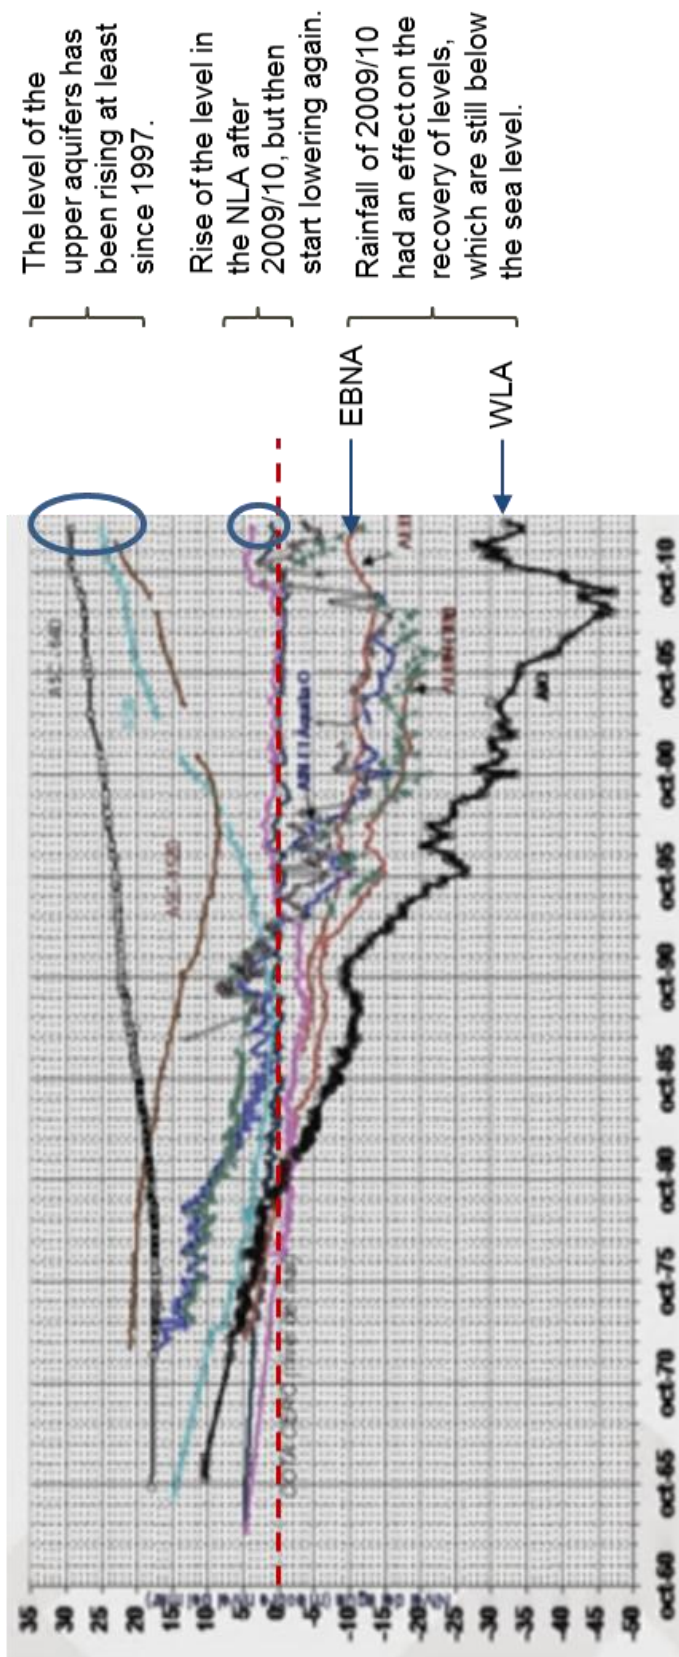 The level of the
upper aquifers has
been rising at least
since 1997.
Rise of the level in
the NLA after
2009/10, but then
start lowering again.
Rainfall of 2009/10
had an effect on the
recovery of levels,
which are still below
the sea level.
EBNA
WLA
35
30
25
20
15
10
5
0
-5
-10
-15
-20
-25
-30
-35
-40
-45
-50
oct-60
oct-65
oct-70
oct-75
oct-80
oct-85
oct-90
oct-95
oct-00
oct-05
oct-10